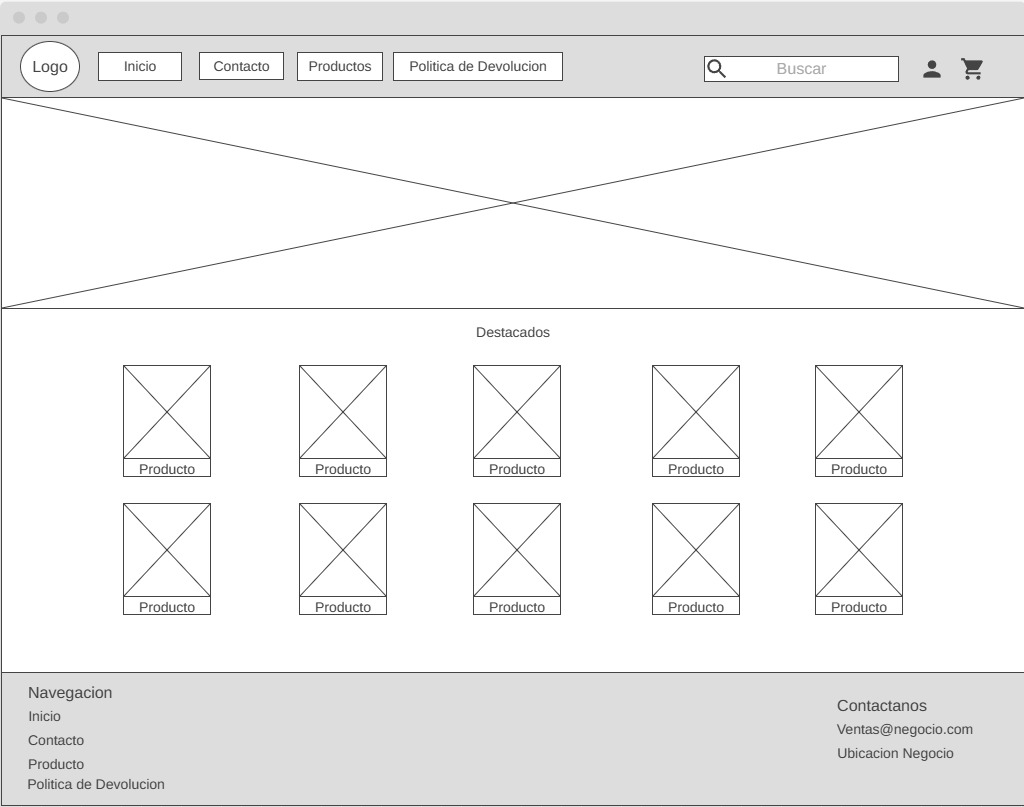 Logo
Inicio
Contacto
Productos
Politica de Devolucion
Buscar
Destacados
Producto
Producto
Producto
Producto
Producto
Producto
Producto
Producto
Producto
Producto
Navegacion
Inicio
Contacto
Producto
Politica de Devolucion
Contactanos
Ventas@negocio.com
Ubicacion Negocio